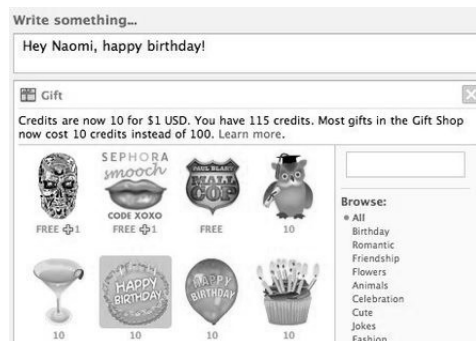 Write something...
Hey Naomi, happy birthday!
Gift
Credits are now 10 for $1 USD. You have 115 credits. Most gifts in the Gift Shop
now cost 10 credits instead of 100. Learn more.
SEPHORA
smooch
CODE XOXO
PAUL BLART
MALL
COP
FREE +1
FREE +1
FREE
10
HAPPY
BIRTHDAY
HAPPY
BIRTHDAY
10
10
10
10
Browse:
All
Birthday
Romantic
Friendship
Flowers
Animals
Celebration
Cute
Jokes
Fashion